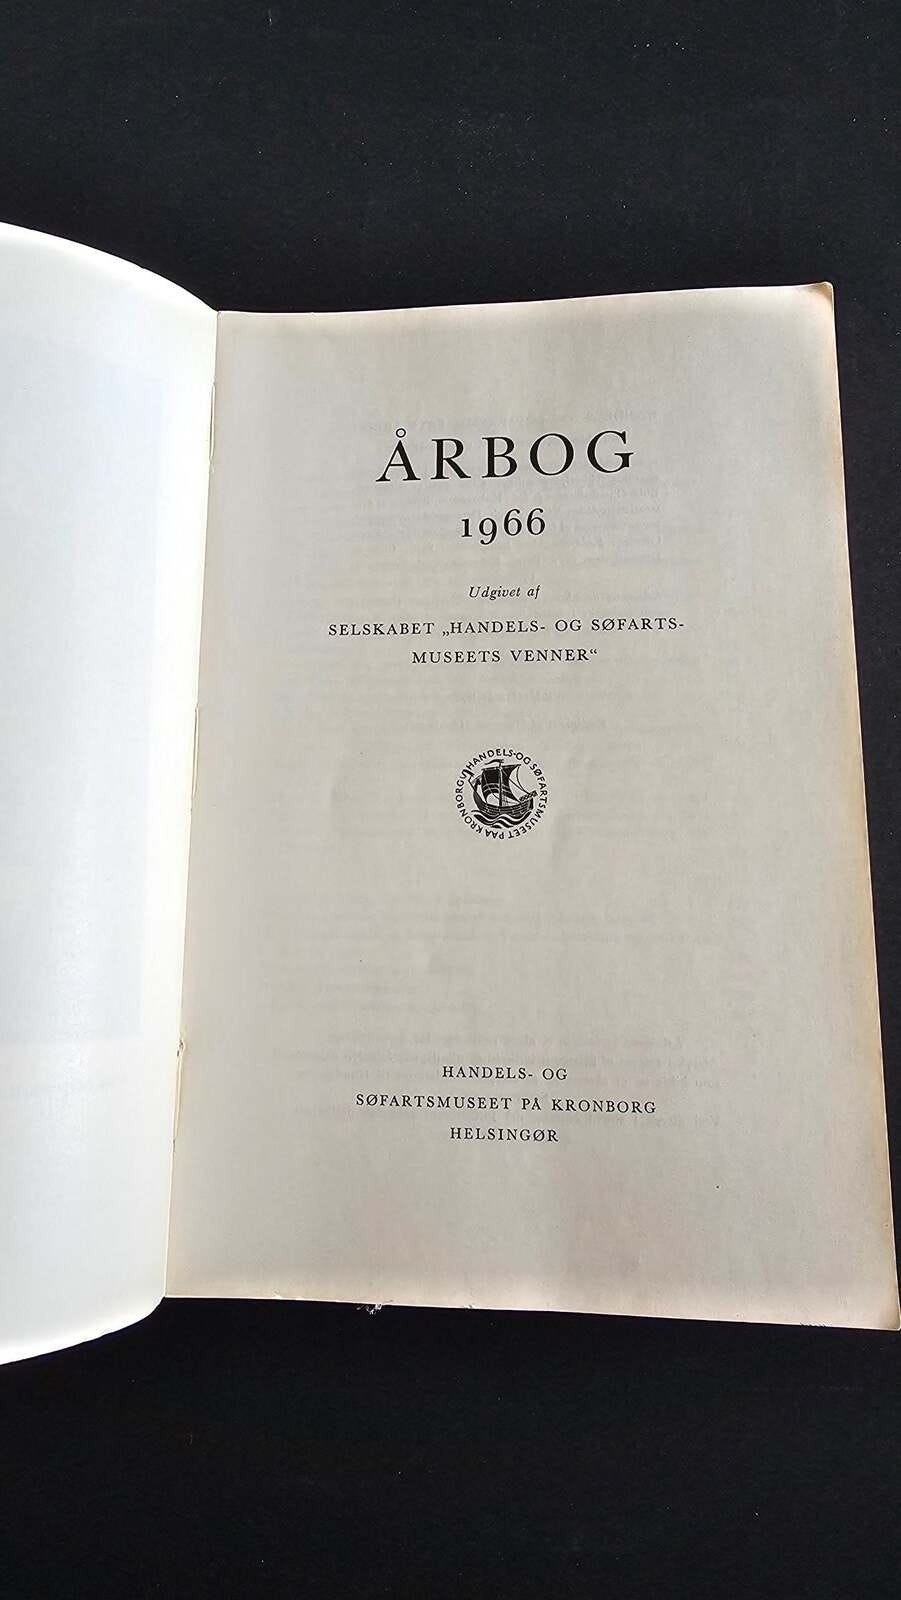 ÅRBOG
1966
Udgivet af
SELSKABET „HANDELS- OG SØFARTS-
MUSEETS VENNER“
HANDELS-OG SØFARTSMUSEET PAA KRONBORG
HANDELS- OG
SØFARTSMUSEET PÅ KRONBORG
HELSINGØR